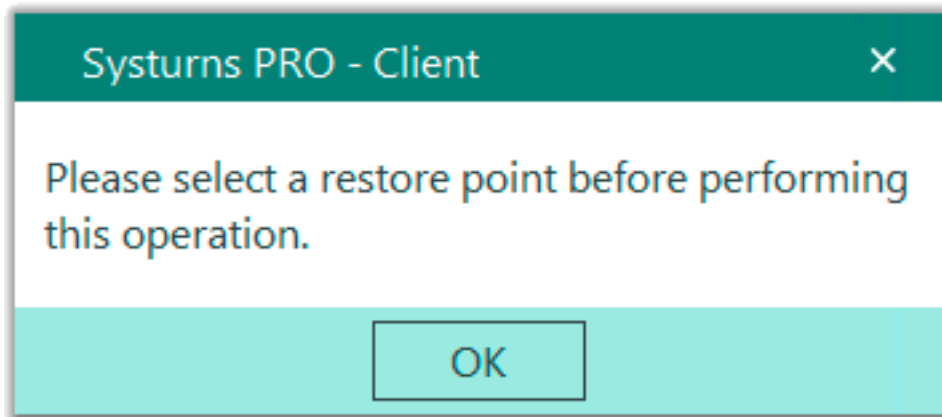 Systurns PRO - Client
Please select a restore point before performing
this operation.
OK